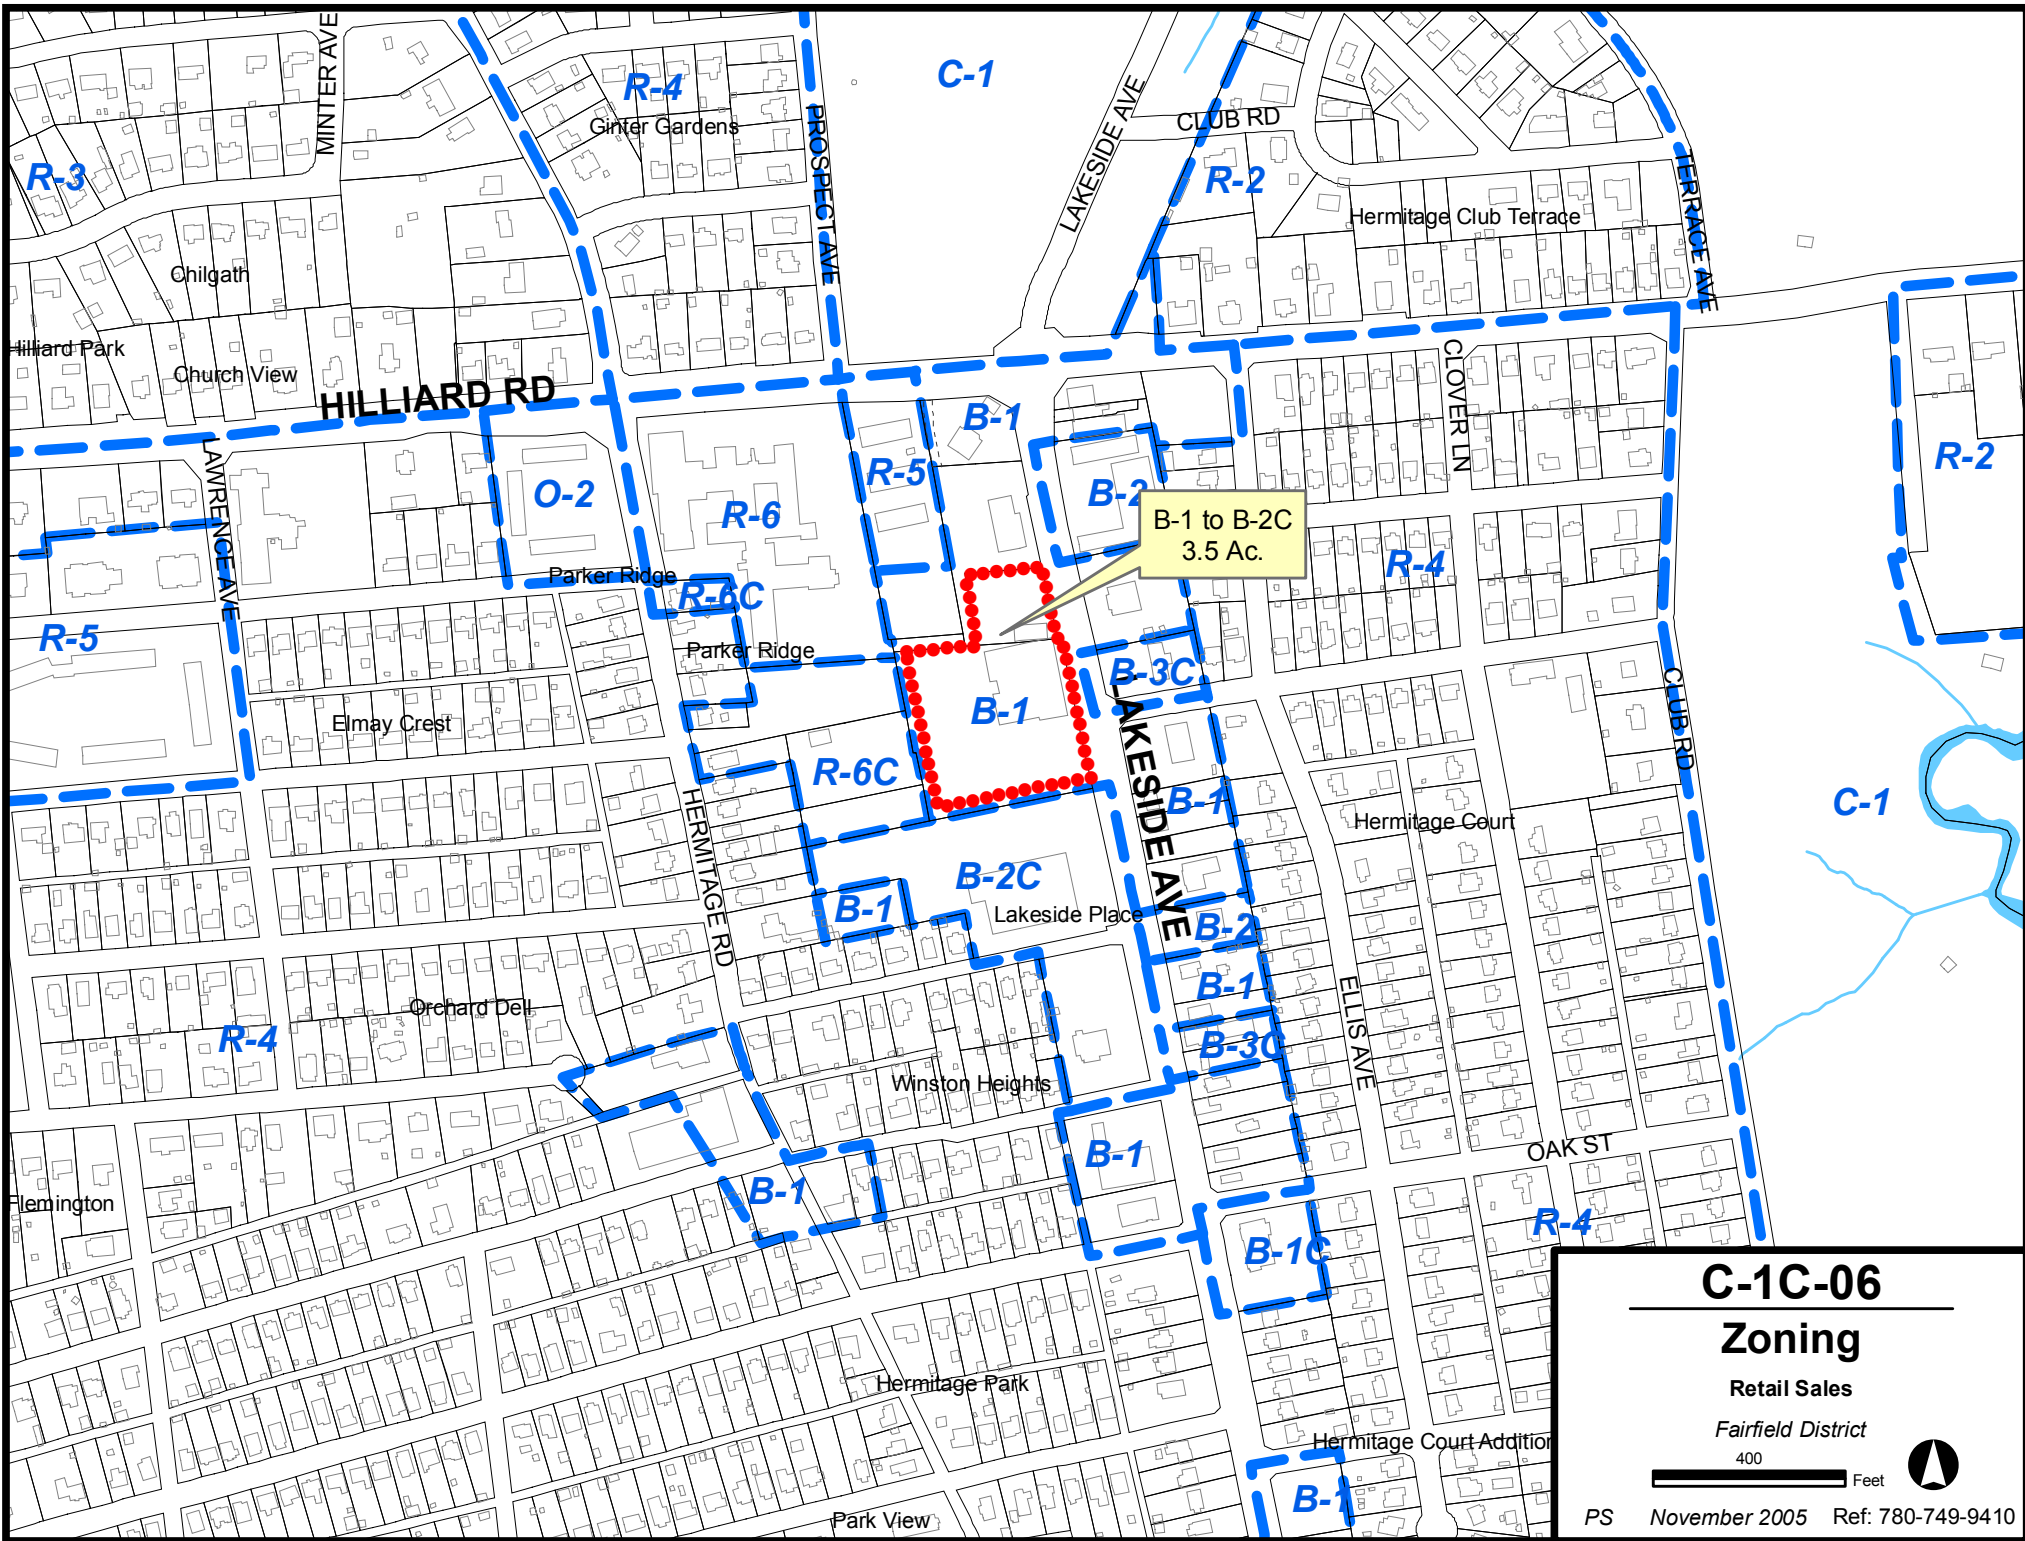 MINTER AVE
R-4
Ginter Gardens
C-1
LAKESIDE AVE
CLUB RD
PROSPECT AVE
R-3
R-2
TERRACE AVE
Hermitage Club Terrace
Chilgath
Hilliard Park
Church View
HILLIARD RD
CLOVER LN
B-1
LAWRENCE AVE
O-2
R-6
R-5
B-2
B-1 to B-2C
3.5 Ac.
R-4
R-2
Parker Ridge
R-6C
R-5
Parker Ridge
B-3C
Elmay Crest
B-1
LAKESIDE AVE
CLUB RD
R-6C
B-1
HERMITAGE RD
Hermitage Court
C-1
B-2C
B-1
Lakeside Place
B-2
B-1
ELLIS AVE
Orchard Dell
R-4
B-3C
Winston Heights
OAK ST
B-1
B-1
Flemington
R-4
B-1C
Hermitage Park
Hermitage Court Addition
B-1
Park View
C-1C-06
Zoning
Retail Sales
Fairfield District
400
Feet
PS November 2005 Ref: 780-749-9410